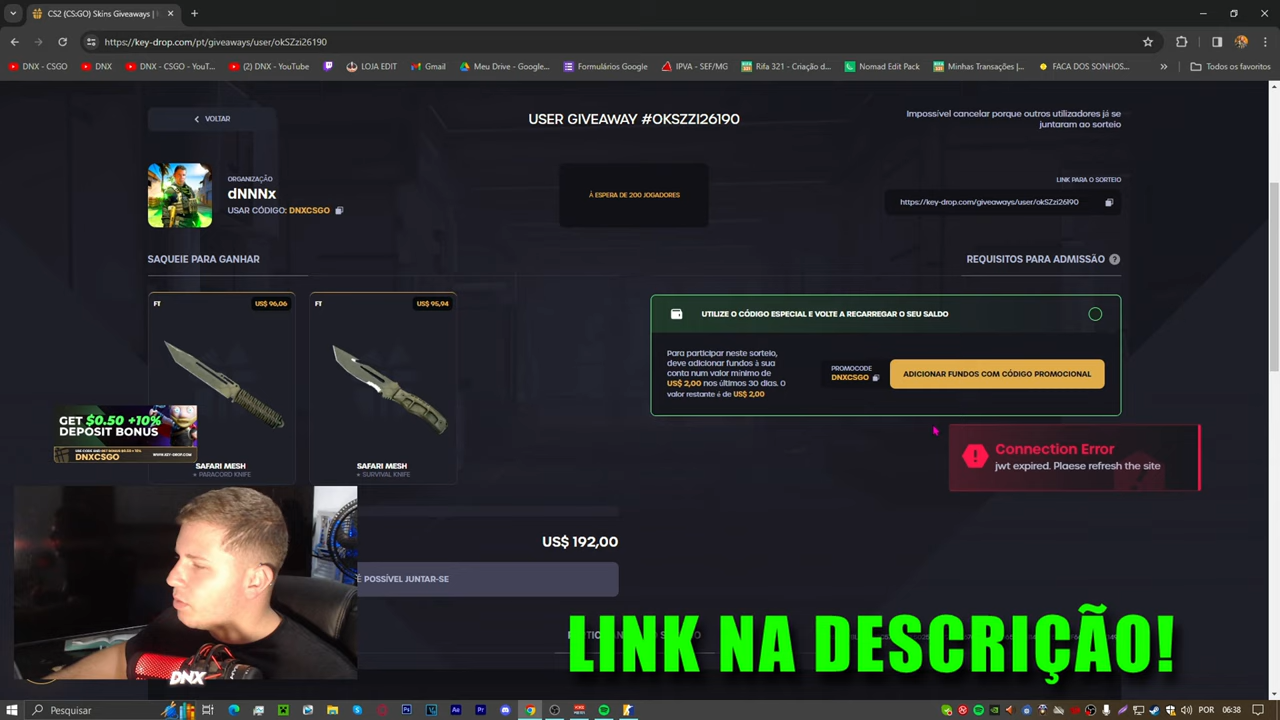 CS2 (CS:GO) Skins Giveaways |
https://key-drop.com/pt/giveaways/user/okSZzi26190
DNX - CSGO
DNX
DNX - CSGO - YouT...
(2) DNX - YouTube
LOJA EDIT
Gmail
Meu Drive - Google...
Formulários Google
IPVA - SEF/MG
Rifa 321 - Criação d...
Nomad Edit Pack
Minhas Transações |...
FACA DOS SONHOS...
Todos os favoritos
VOLTAR
USER GIVEAWAY #OKSZZI26190
Impossível cancelar porque outros utilizadores já se
juntaram ao sorteio
ORGANIZAÇÃO
dNNNx
USAR CÓDIGO: DNXCSGO
À ESPERA DE 200 JOGADORES
LINK PARA O SORTEIO
https://key-drop.com/giveaways/user/okSZzi26190
SAQUEIE PARA GANHAR
REQUISITOS PARA ADMISSÃO ?
FT
US$ 96,06
FT
US$ 95,94
UTILIZE O CÓDIGO ESPECIAL E VOLTE A RECARREGAR O SEU SALDO
Para participar neste sorteio,
deve adicionar fundos à sua
conta num valor mínimo de
US$ 2,00 nos últimos 30 dias. O
valor restante é de US$ 2,00
PROMOCODE
DNXCSGO
ADICIONAR FUNDOS COM CÓDIGO PROMOCIONAL
GET $0.50 +10%
DEPOSIT BONUS
DNXCSGO
WWW.KEY-DROP.COM
Connection Error
jwt expired. Plaese refresh the site
SAFARI MESH
★ PARACORD KNIFE
SAFARI MESH
★ SURVIVAL KNIFE
US$ 192,00
É POSSÍVEL JUNTAR-SE
LINK NA DESCRIÇÃO!
DNX
Pesquisar
POR
06:38